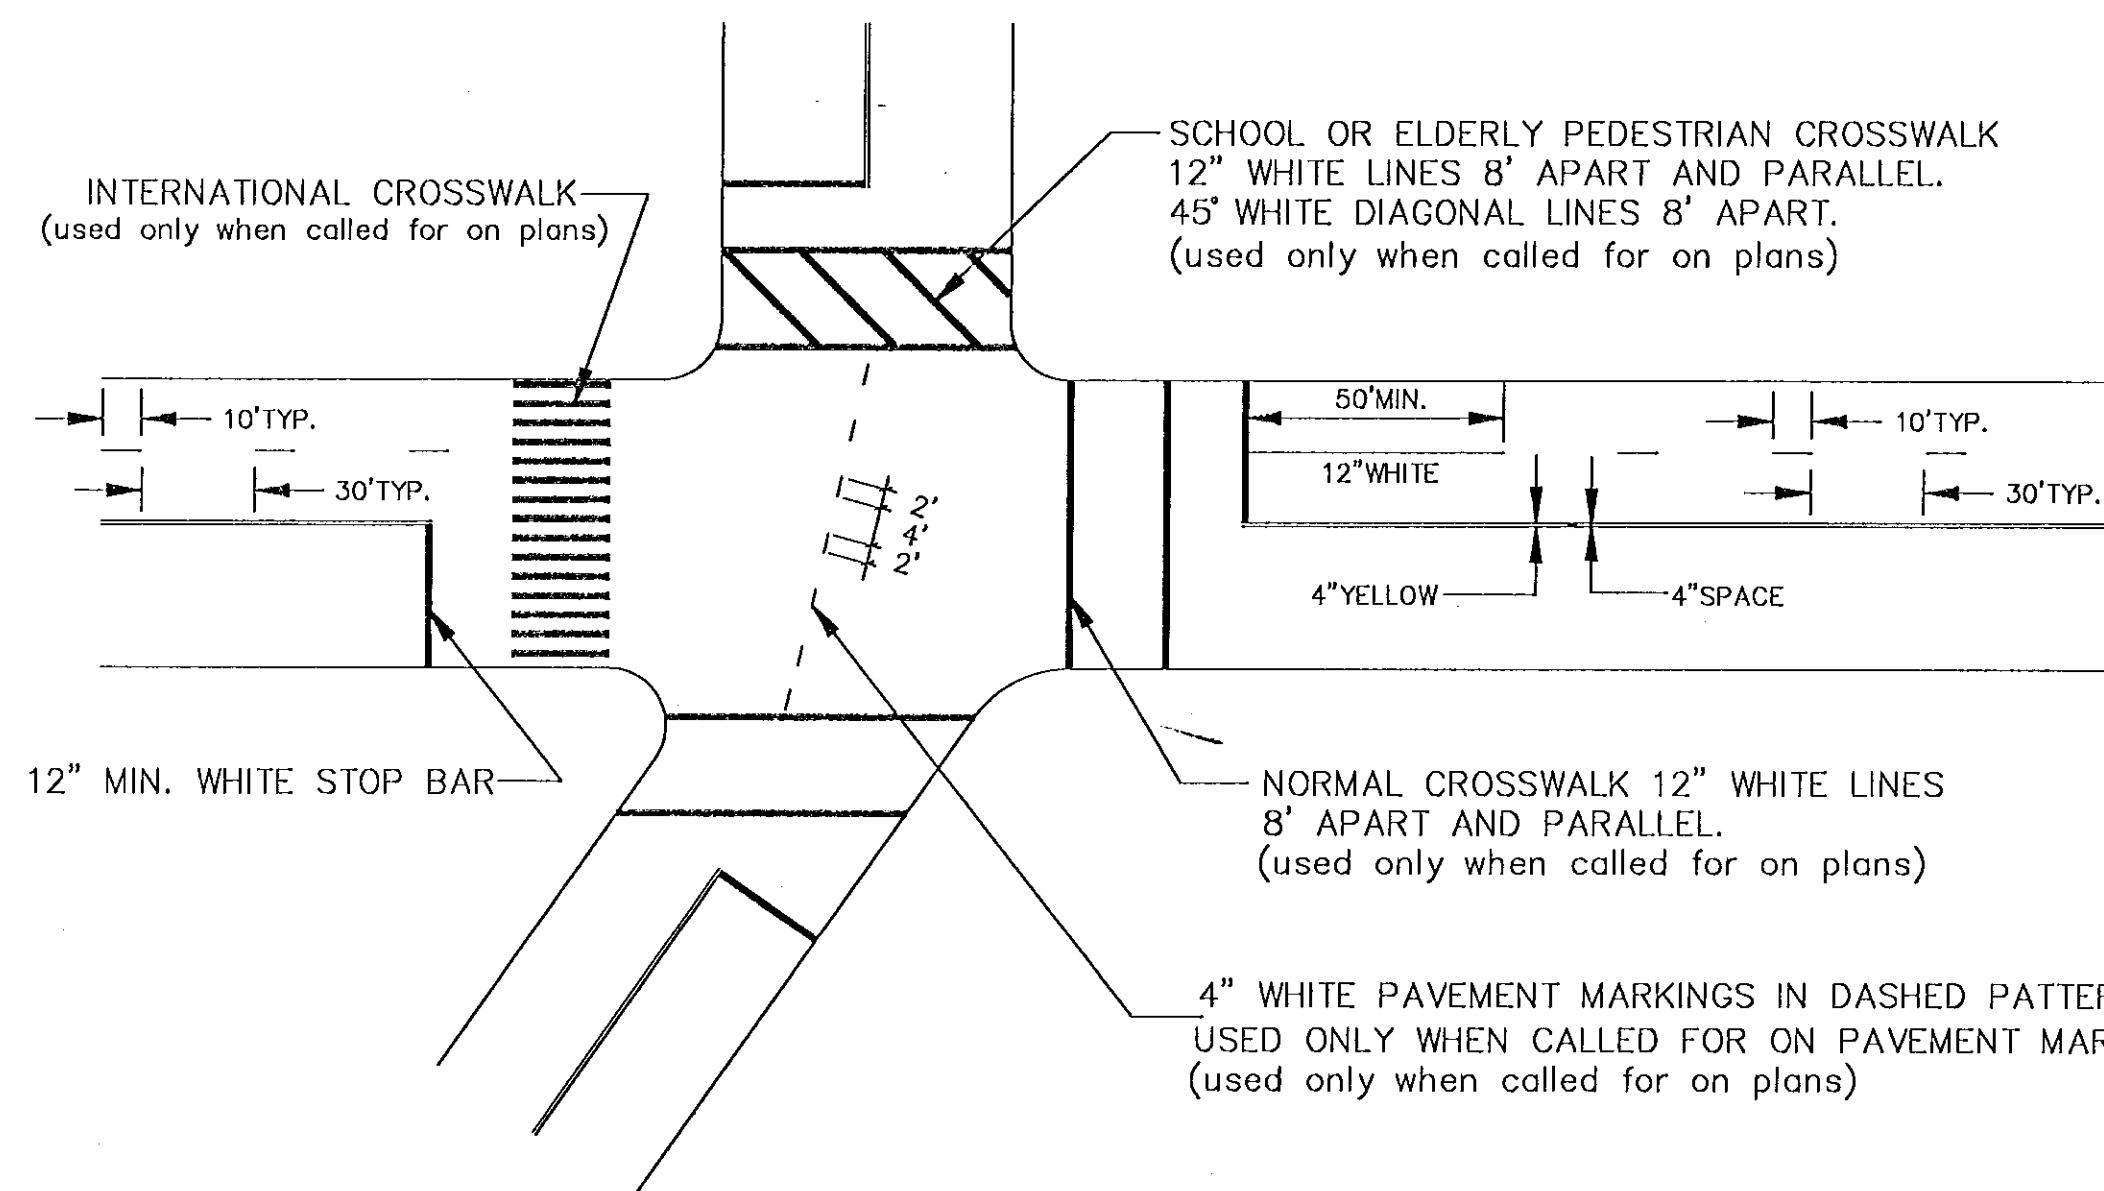 SCHOOL OR ELDERLY PEDESTRIAN CROSSWALK
12" WHITE LINES 8' APART AND PARALLEL.
45° WHITE DIAGONAL LINES 8' APART.
(used only when called for on plans)
INTERNATIONAL CROSSWALK
(used only when called for on plans)
10'TYP.
30'TYP.
50'MIN.
12"WHITE
10'TYP.
30'TYP.
2'
4'
2'
4"YELLOW
4"SPACE
12" MIN. WHITE STOP BAR
NORMAL CROSSWALK 12" WHITE LINES
8' APART AND PARALLEL.
(used only when called for on plans)
4" WHITE PAVEMENT MARKINGS IN DASHED
USED ONLY WHEN CALLED FOR ON PAVEMENT
(used only when called for on plans)